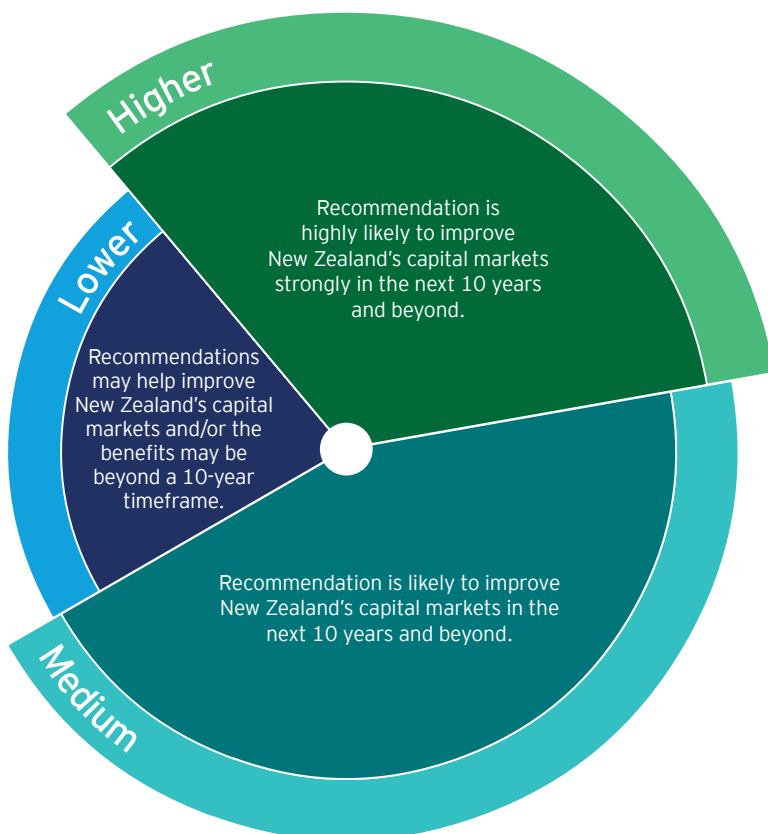 Higher
Recommendation is
highly likely to improve
New Zealand's capital markets
strongly in the next 10 years
and beyond.
Lower
Recommendations
may help improve
New Zealand's capital
markets and/or the
benefits may be
beyond a 10-year
timeframe.
Recommendation is likely to improve
New Zealand's capital markets in the
next 10 years and beyond.
Medium